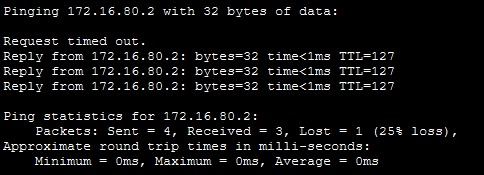 Pinging 172.16.80.2 with 32 bytes of data:
Request timed out.
Reply from 172.16.80.2: bytes=32 time<1ms TTL=127
Reply from 172.16.80.2: bytes=32 time<1ms TTL=127
Reply from 172.16.80.2: bytes=32 time<1ms TTL=127
Ping statistics for 172.16.80.2:
Packets: Sent = 4, Received = 3, Lost = 1 (25% loss),
Approximate round trip times in milli-seconds:
Minimum = 0ms, Maximum = 0ms, Average = 0ms